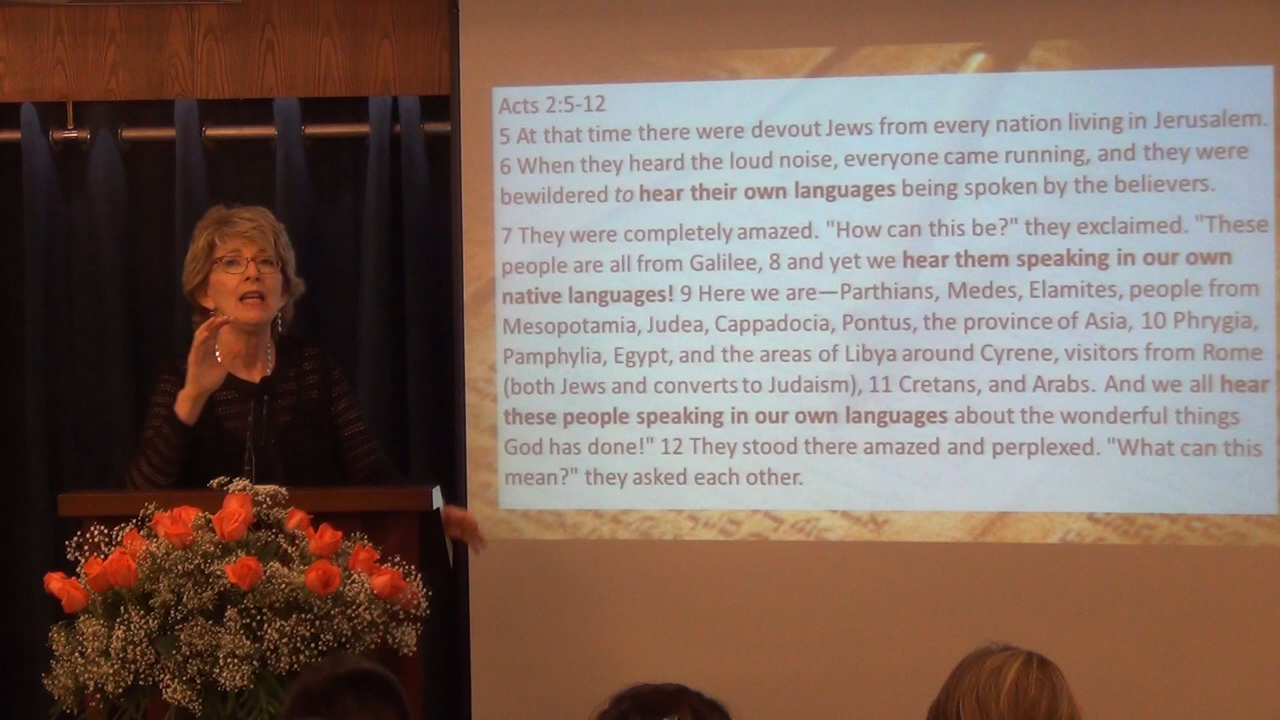 Acts 2:5-12
5 At that time there were devout Jews from every nation living in Jerusalem.
6 When they heard the loud noise, everyone came running, and they were
bewildered to hear their own languages being spoken by the believers.
7 They were completely amazed. "How can this be?" they exclaimed. "These
people are all from Galilee, 8 and yet we hear them speaking in our own
native languages! 9 Here we are—Parthians, Medes, Elamites, people from
Mesopotamia, Judea, Cappadocia, Pontus, the province of Asia, 10 Phrygia,
Pamphylia, Egypt, and the areas of Libya around Cyrene, visitors from Rome
(both Jews and converts to Judaism), 11 Cretans, and Arabs. And we all hear
these people speaking in our own languages about the wonderful things
God has done!" 12 They stood there amazed and perplexed. "What can this
mean?" they asked each other.